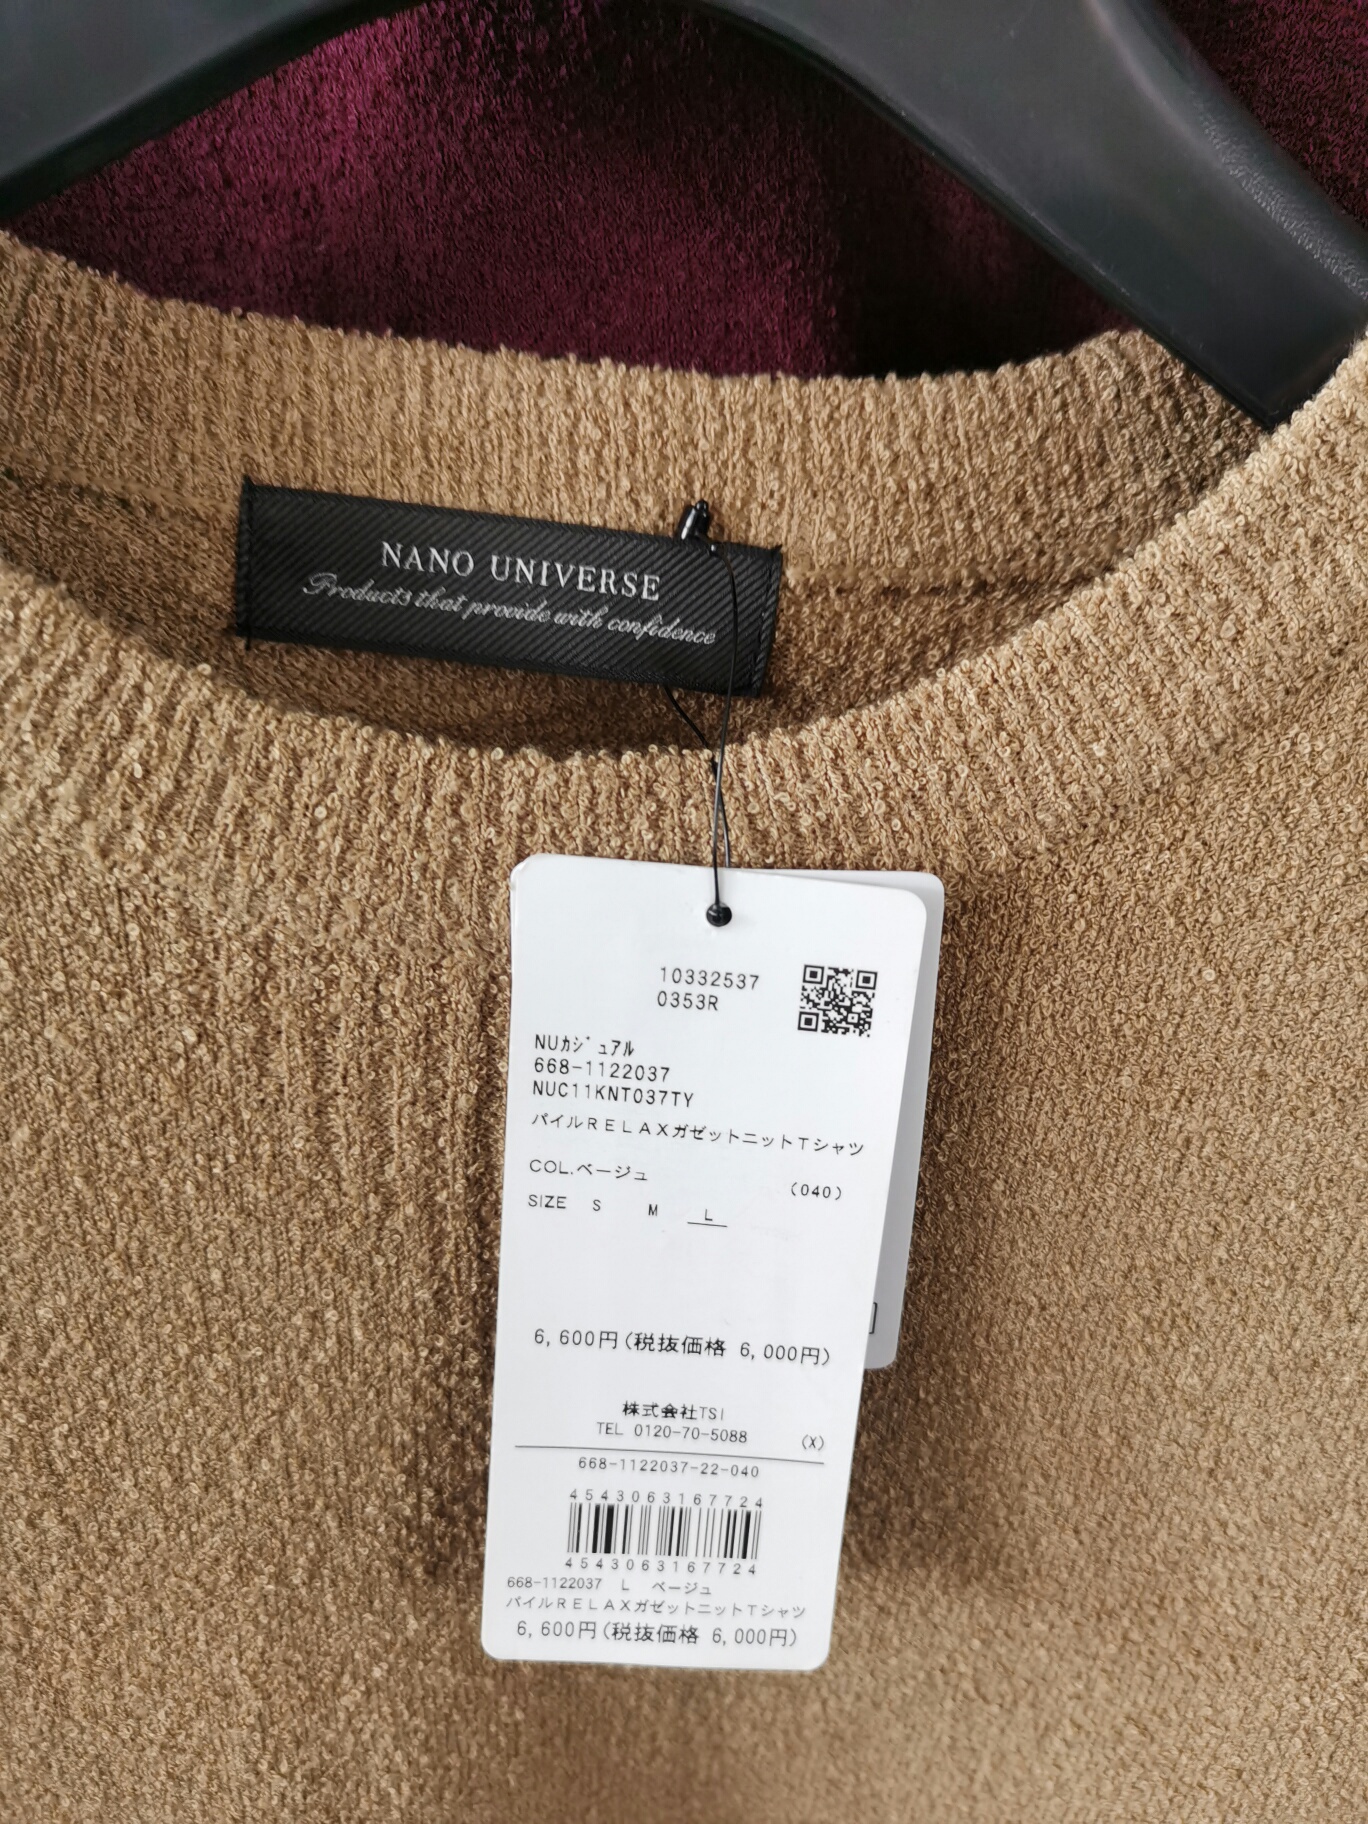 NANO UNIVERSE
Products that provide with confidence
10332537
0353R
NUカジュアル
668-1122037
NUC11KNT037TY
パイルRELAXガゼットニットTシャツ
COL.ベージュ (040)
SIZE S M L
6,600円(税抜価格 6,000円)
株式会社TSI
TEL 0120-70-5088 (X)
668-1122037-22-040
4543063167724
4543063167724
668-1122037 L ベージュ
パイルRELAXガゼットニットTシャツ
6,600円(税抜価格 6,000円)